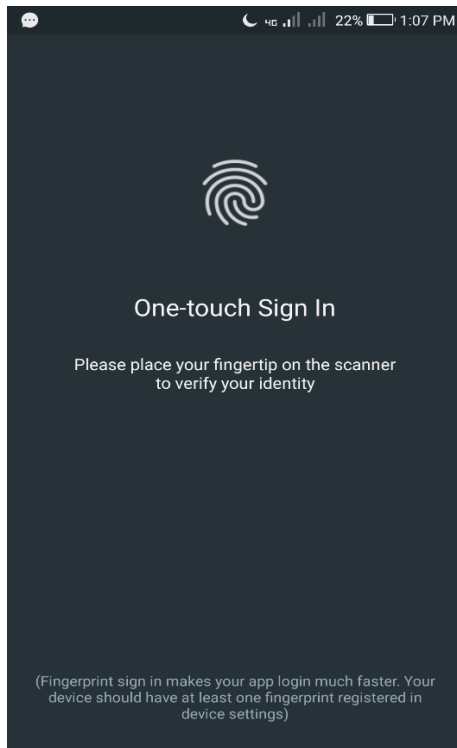 4G 22% 1:07 PM
One-touch Sign In
Please place your fingertip on the scanner
to verify your identity
(Fingerprint sign in makes your app login much faster. Your
device should have at least one fingerprint registered in
device settings)